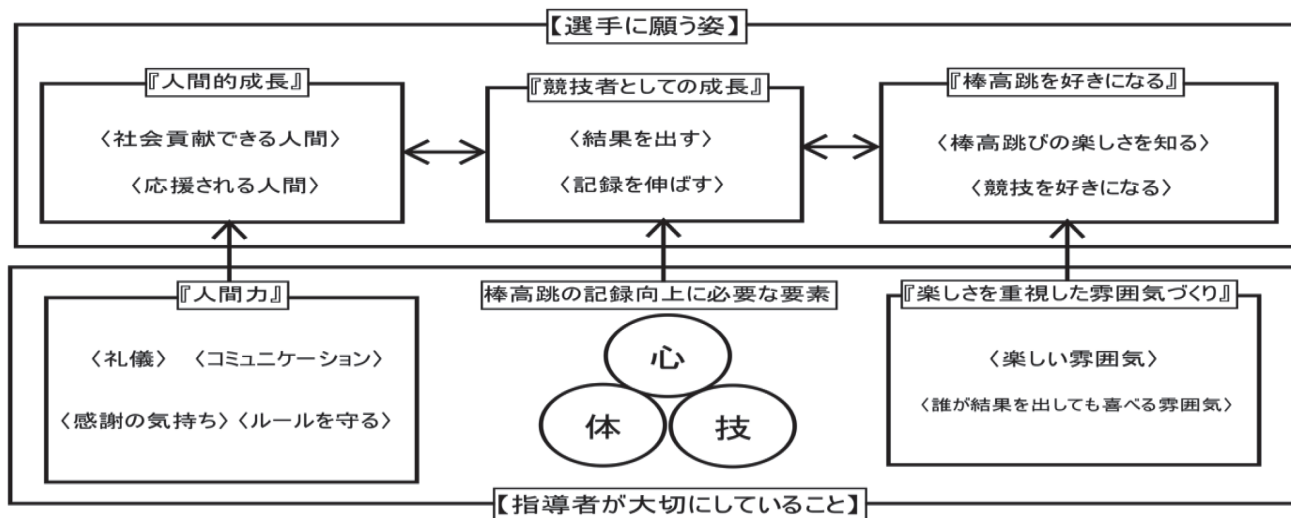 【選手に願う姿】
『人間的成長』
〈社会貢献できる人間〉
〈応援される人間〉
『競技者としての成長』
〈結果を出す〉
〈記録を伸ばす〉
『棒高跳を好きになる』
〈棒高跳びの楽しさを知る〉
〈競技を好きになる〉
『人間力』
〈礼儀〉 〈コミュニケーション〉
〈感謝の気持ち〉〈ルールを守る〉
棒高跳の記録向上に必要な要素
心
体 技
『楽しさを重視した雰囲気づくり』
〈楽しい雰囲気〉
〈誰が結果を出しても喜べる雰囲気〉
【指導者が大切にしていること】